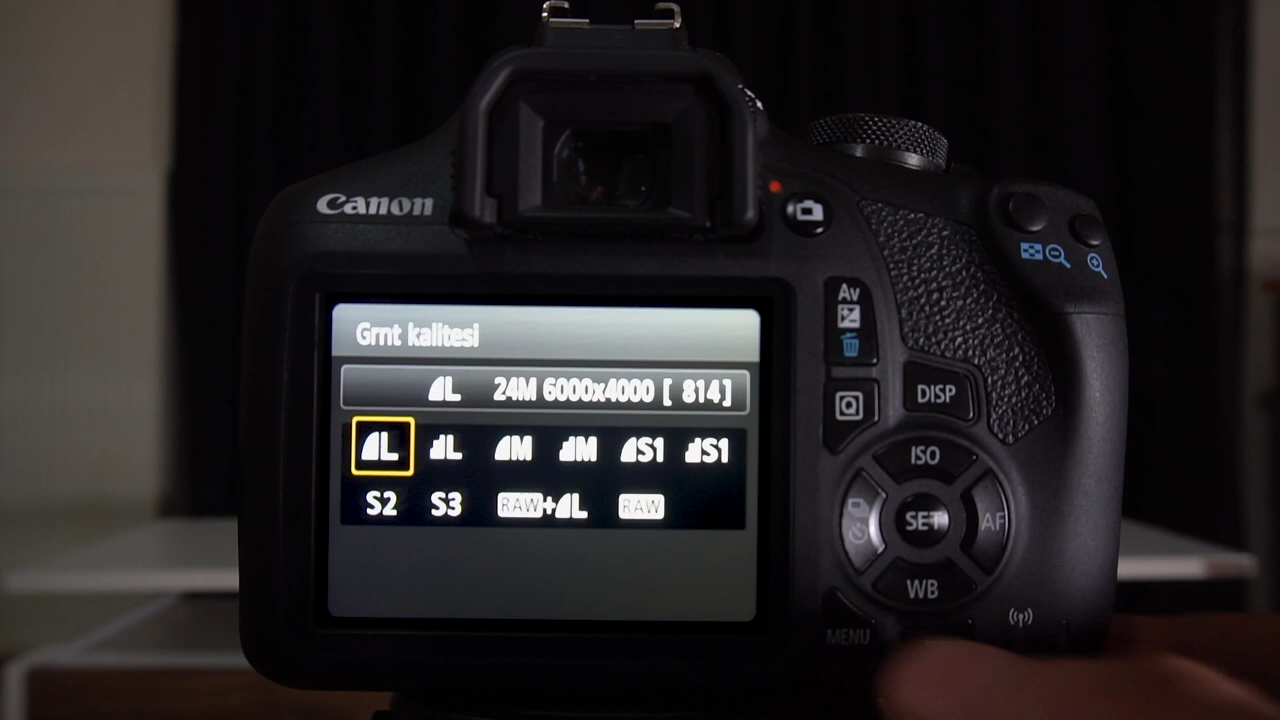 Canon
Grnt kalitesi
L 24M 6000x4000 [ 814]
L L M M S1 S1
S2 S3 RAW+L RAW
Av
Q
DISP
ISO
SET
AF
WB
MENU